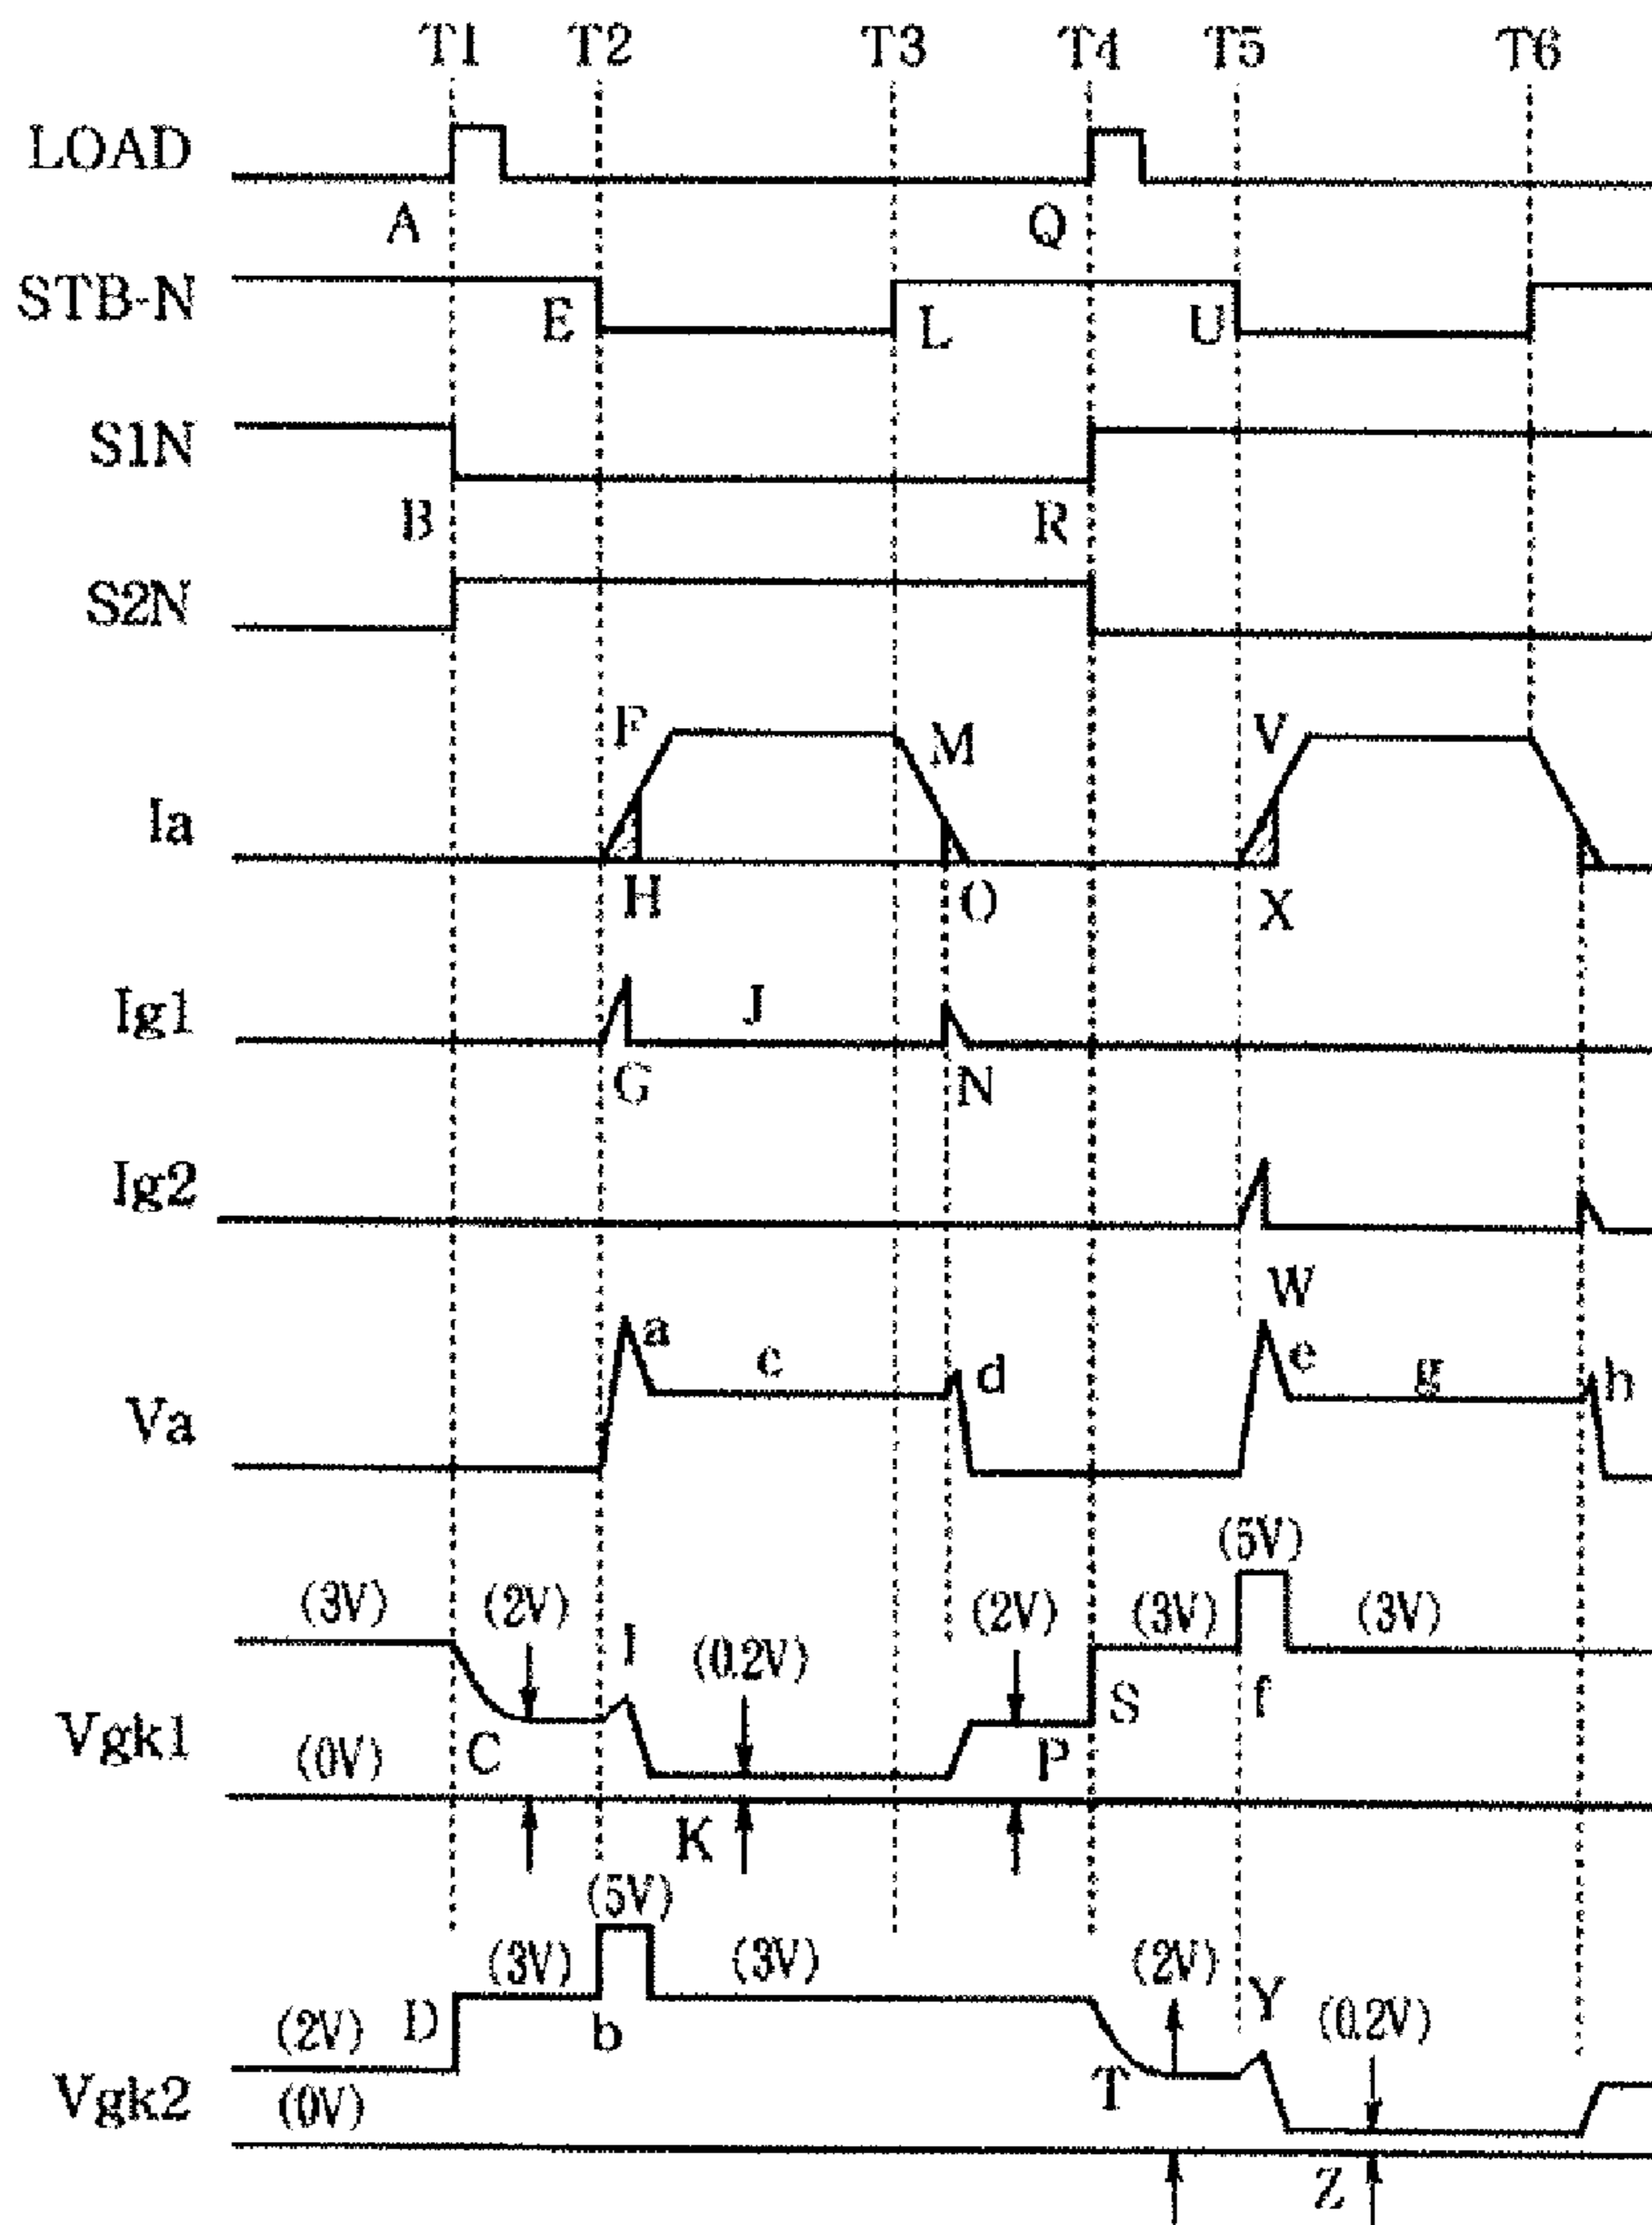 T1 T2 T3 T4 T5 T6
LOAD
A Q
STB-N
E L U
S1N
B R
S2N
F M V
Ia
H O X
Ig1
J
G N
Ig2
W
a c d e g h
Va
(5V)
(3V) (2V) I (0.2V) (2V) (3V) (3V)
Vgk1
C P S f
(0V)
K
(5V)
(3V) (3V) (2V) Y (0.2V)
(2V) D b
T
Vgk2
(0V)
Z